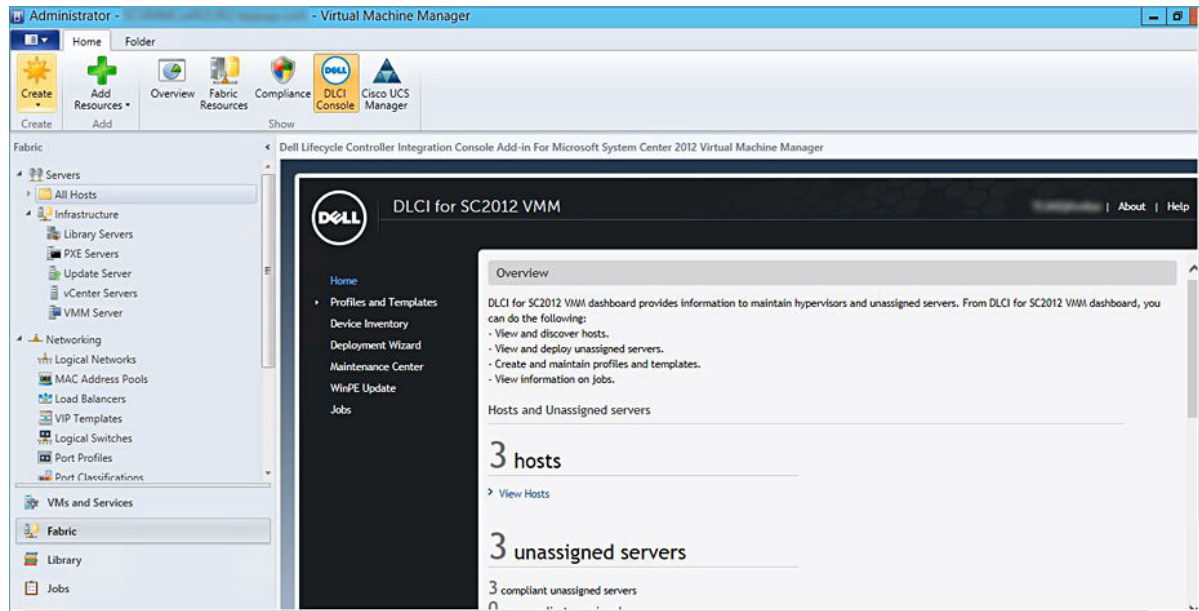 Administrator - - Virtual Machine Manager
Home Folder
Create Add Resources Overview Fabric Resources Compliance DLCI Console Cisco UCS Manager
Create Add Show
Fabric
Dell Lifecycle Controller Integration Console Add-in For Microsoft System Center 2012 Virtual Machine Manager
Servers
All Hosts
Infrastructure
Library Servers
PXE Servers
Update Server
vCenter Servers
VMM Server
Networking
Logical Networks
MAC Address Pools
Load Balancers
VIP Templates
Logical Switches
Port Profiles
Port Classifications
VMs and Services
Fabric
Library
Jobs
DELL
DLCI for SC2012 VMM
| About | Help
Home
Profiles and Templates
Device Inventory
Deployment Wizard
Maintenance Center
WinPE Update
Jobs
Overview
DLCI for SC2012 VMM dashboard provides information to maintain hypervisors and unassigned servers. From DLCI for SC2012 VMM dashboard, you
can do the following:
- View and discover hosts.
- View and deploy unassigned servers.
- Create and maintain profiles and templates.
- View information on jobs.
Hosts and Unassigned servers
3 hosts
View Hosts
3 unassigned servers
3 compliant unassigned servers